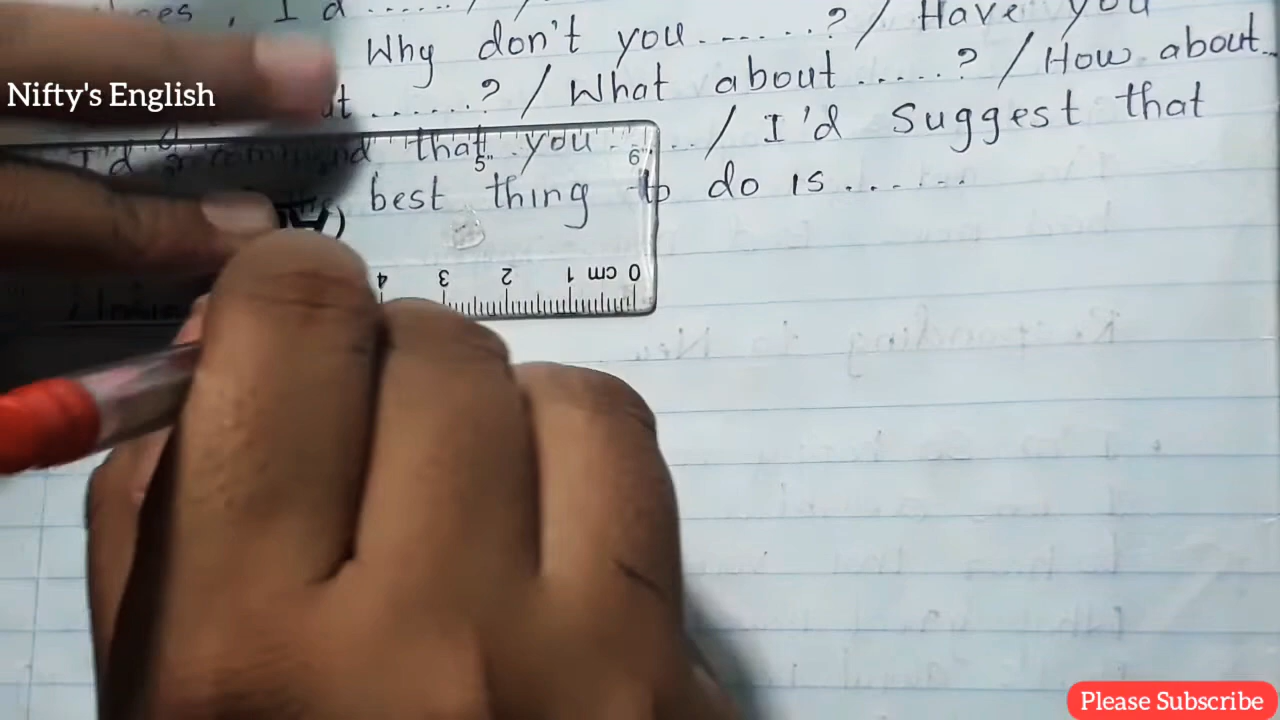 I'd ....... /
Why don't you.......? / Have you
.......? / What about .....? / How about...
Nifty's English
I'd recommend that you...... / I'd suggest that
best thing to do is.......
5" 6"
4 3 2 1 cm 0
Please Subscribe